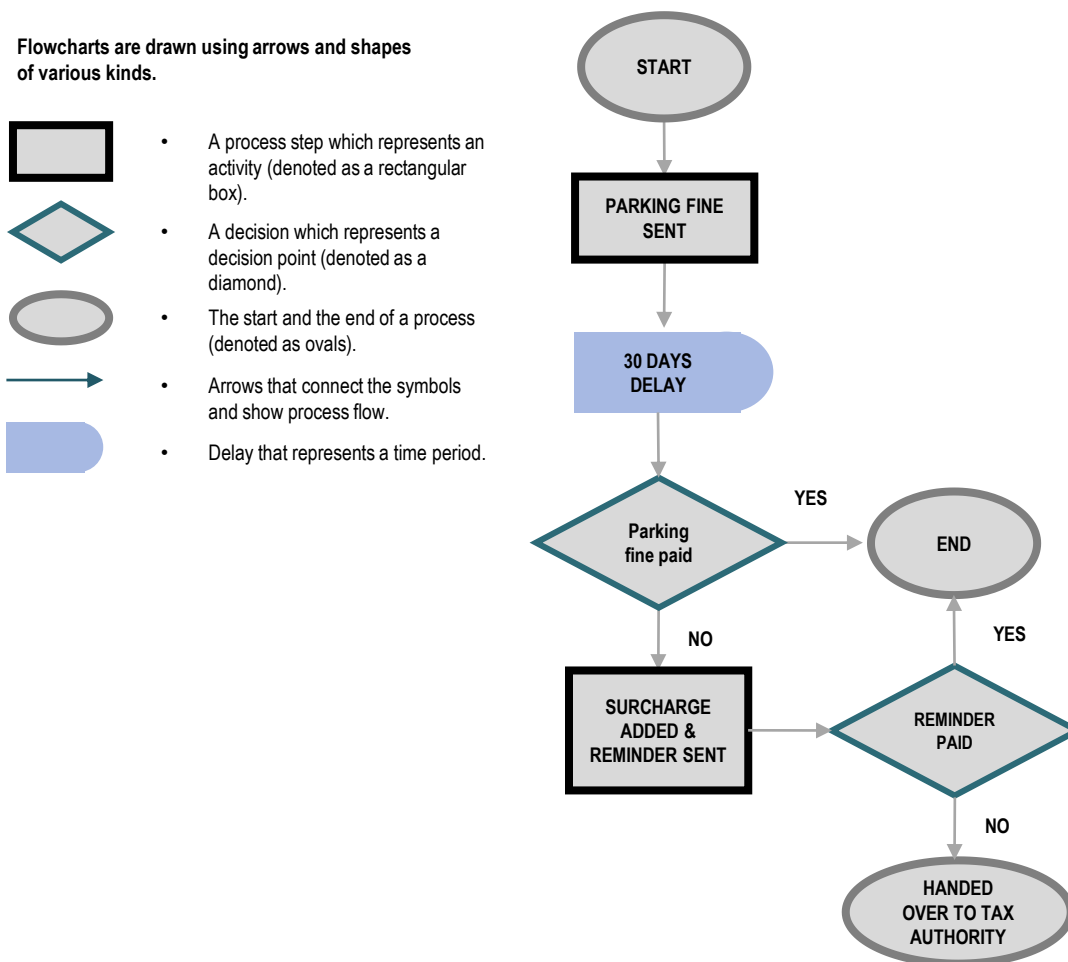 Flowcharts are drawn using arrows and shapes
of various kinds.
• A process step which represents an
activity (denoted as a rectangular
box).
• A decision which represents a
decision point (denoted as a
diamond).
• The start and the end of a process
(denoted as ovals).
• Arrows that connect the symbols
and show process flow.
• Delay that represents a time period.
START
PARKING FINE
SENT
30 DAYS
DELAY
Parking
fine paid
YES
END
NO
YES
SURCHARGE
ADDED &
REMINDER SENT
REMINDER
PAID
NO
HANDED
OVER TO TAX
AUTHORITY